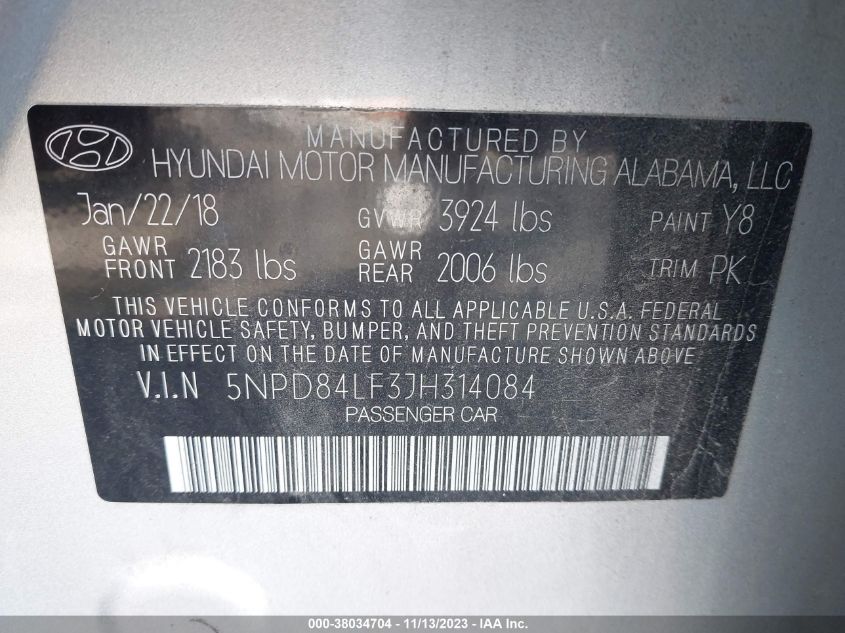 MANUFACTURED BY
HYUNDAI MOTOR MANUFACTURING ALABAMA, LLC
Jan/22/18 GVWR 3924 lbs PAINT Y8
GAWR FRONT 2183 lbs GAWR REAR 2006 lbs TRIM PK
THIS VEHICLE CONFORMS TO ALL APPLICABLE U.S.A. FEDERAL
MOTOR VEHICLE SAFETY, BUMPER, AND THEFT PREVENTION STANDARDS
IN EFFECT ON THE DATE OF MANUFACTURE SHOWN ABOVE.
V.I.N 5NPD84LF3JH314084
PASSENGER CAR
000-38034704 - 11/13/2023 - IAA Inc.